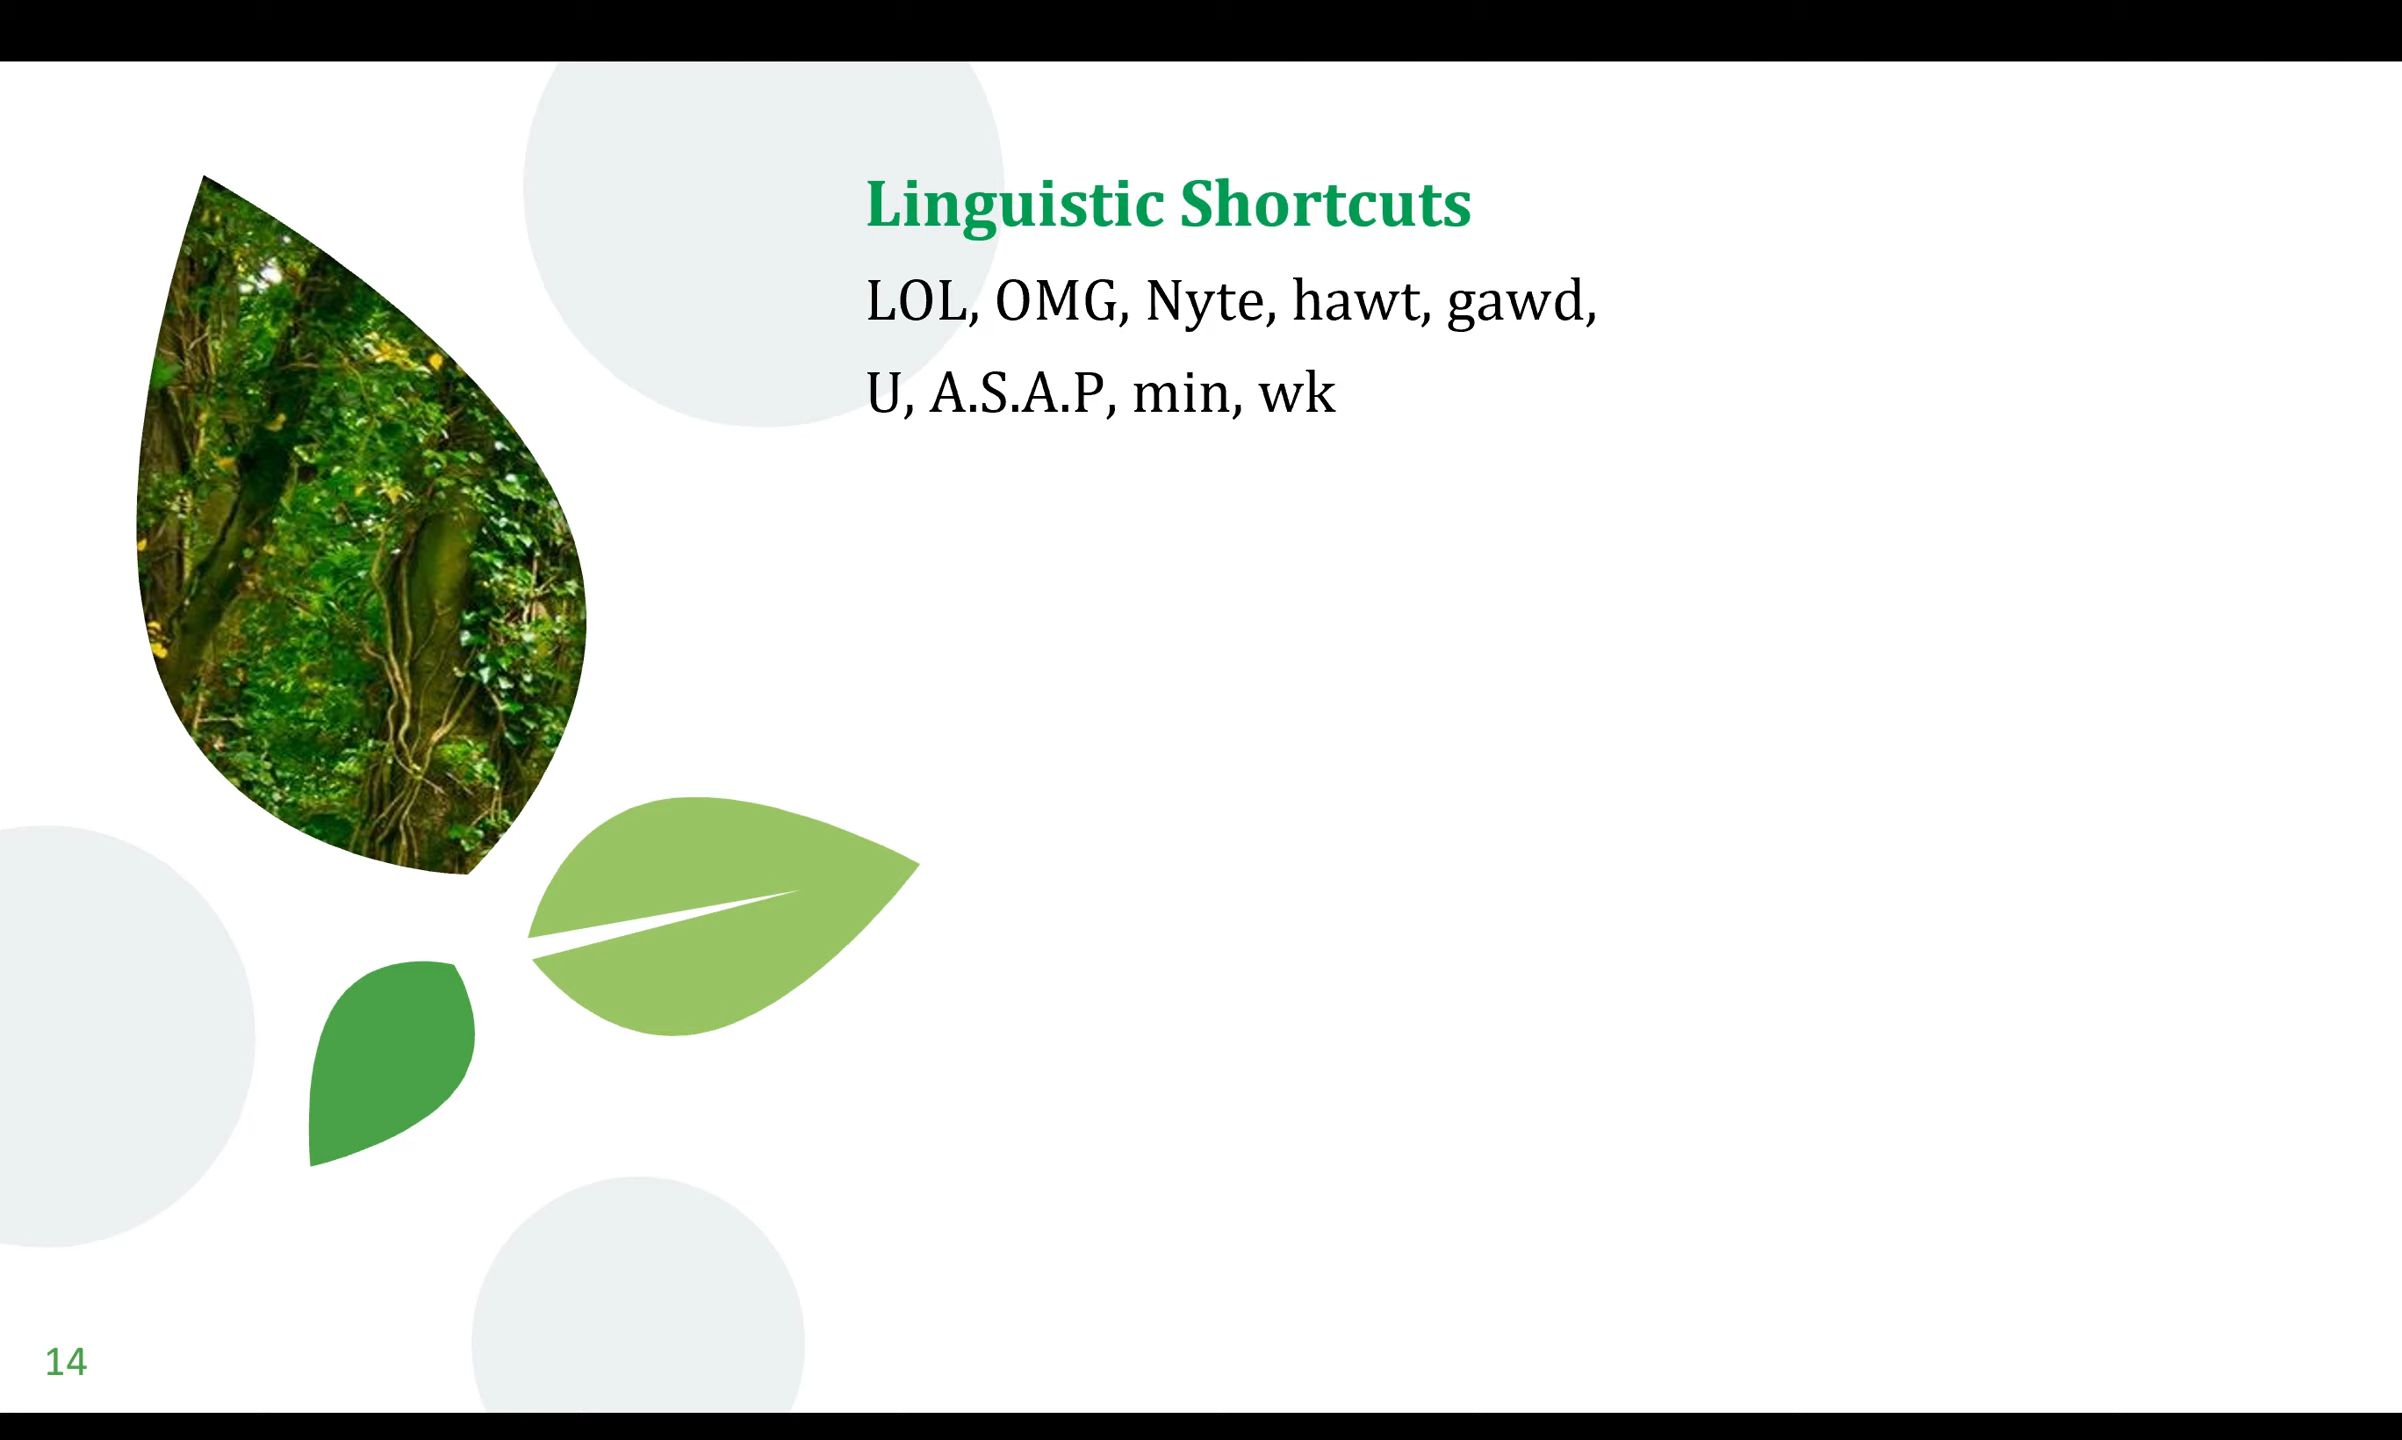 Linguistic Shortcuts
LOL, OMG, Nyte, hawt, gawd,
U, A.S.A.P, min, wk
14